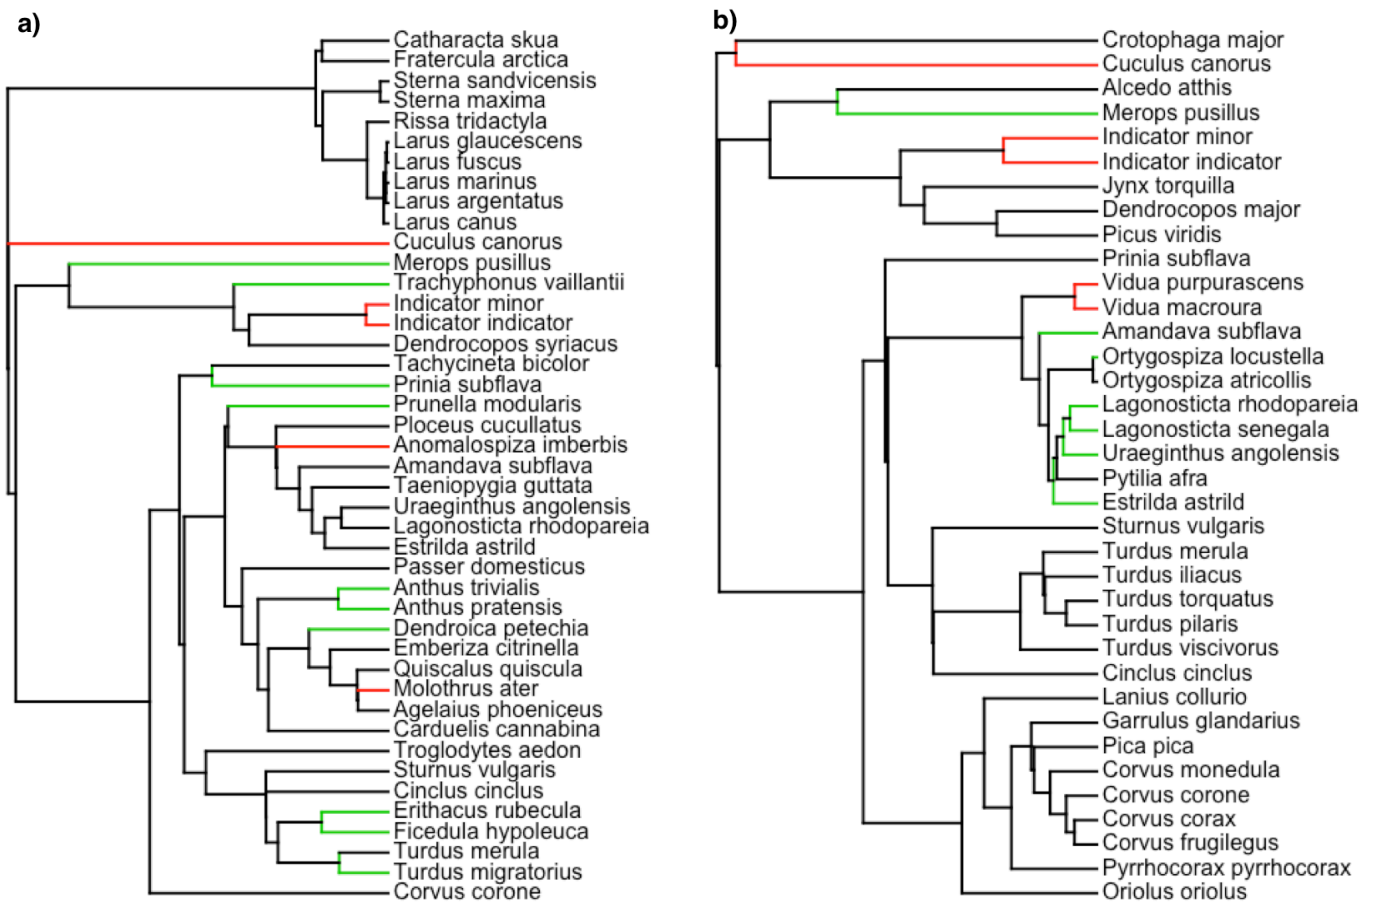 a)
Catharacta skua
Fratercula arctica
Sterna sandvicensis
Sterna maxima
Rissa tridactyla
Larus glaucescens
Larus fuscus
Larus marinus
Larus argentatus
Larus canus
Cuculus canorus
Merops pusillus
Trachyphonus vaillantii
Indicator minor
Indicator indicator
Dendrocopos syriacus
Tachycineta bicolor
Prinia subflava
Prunella modularis
Ploceus cucullatus
Anomalospiza imberbis
Amandava subflava
Taeniopygia guttata
Uraeginthus angolensis
Lagonosticta rhodopareia
Estrilda astrild
Passer domesticus
Anthus trivialis
Anthus pratensis
Dendroica petechia
Emberiza citrinella
Quiscalus quiscula
Molothrus ater
Agelaius phoeniceus
Carduelis cannabina
Troglodytes aedon
Sturnus vulgaris
Cinclus cinclus
Erithacus rubecula
Ficedula hypoleuca
Turdus merula
Turdus migratorius
Corvus corone
b)
Crotophaga major
Cuculus canorus
Alcedo atthis
Merops pusillus
Indicator minor
Indicator indicator
Jynx torquilla
Dendrocopos major
Picus viridis
Prinia subflava
Vidua purpurascens
Vidua macroura
Amandava subflava
Ortygospiza locustella
Ortygospiza atricollis
Lagonosticta rhodopareia
Lagonosticta senegala
Uraeginthus angolensis
Pytilia afra
Estrilda astrild
Sturnus vulgaris
Turdus merula
Turdus iliacus
Turdus torquatus
Turdus pilaris
Turdus viscivorus
Cinclus cinclus
Lanius collurio
Garrulus glandarius
Pica pica
Corvus monedula
Corvus corone
Corvus corax
Corvus frugilegus
Pyrrhocorax pyrrhocorax
Oriolus oriolus